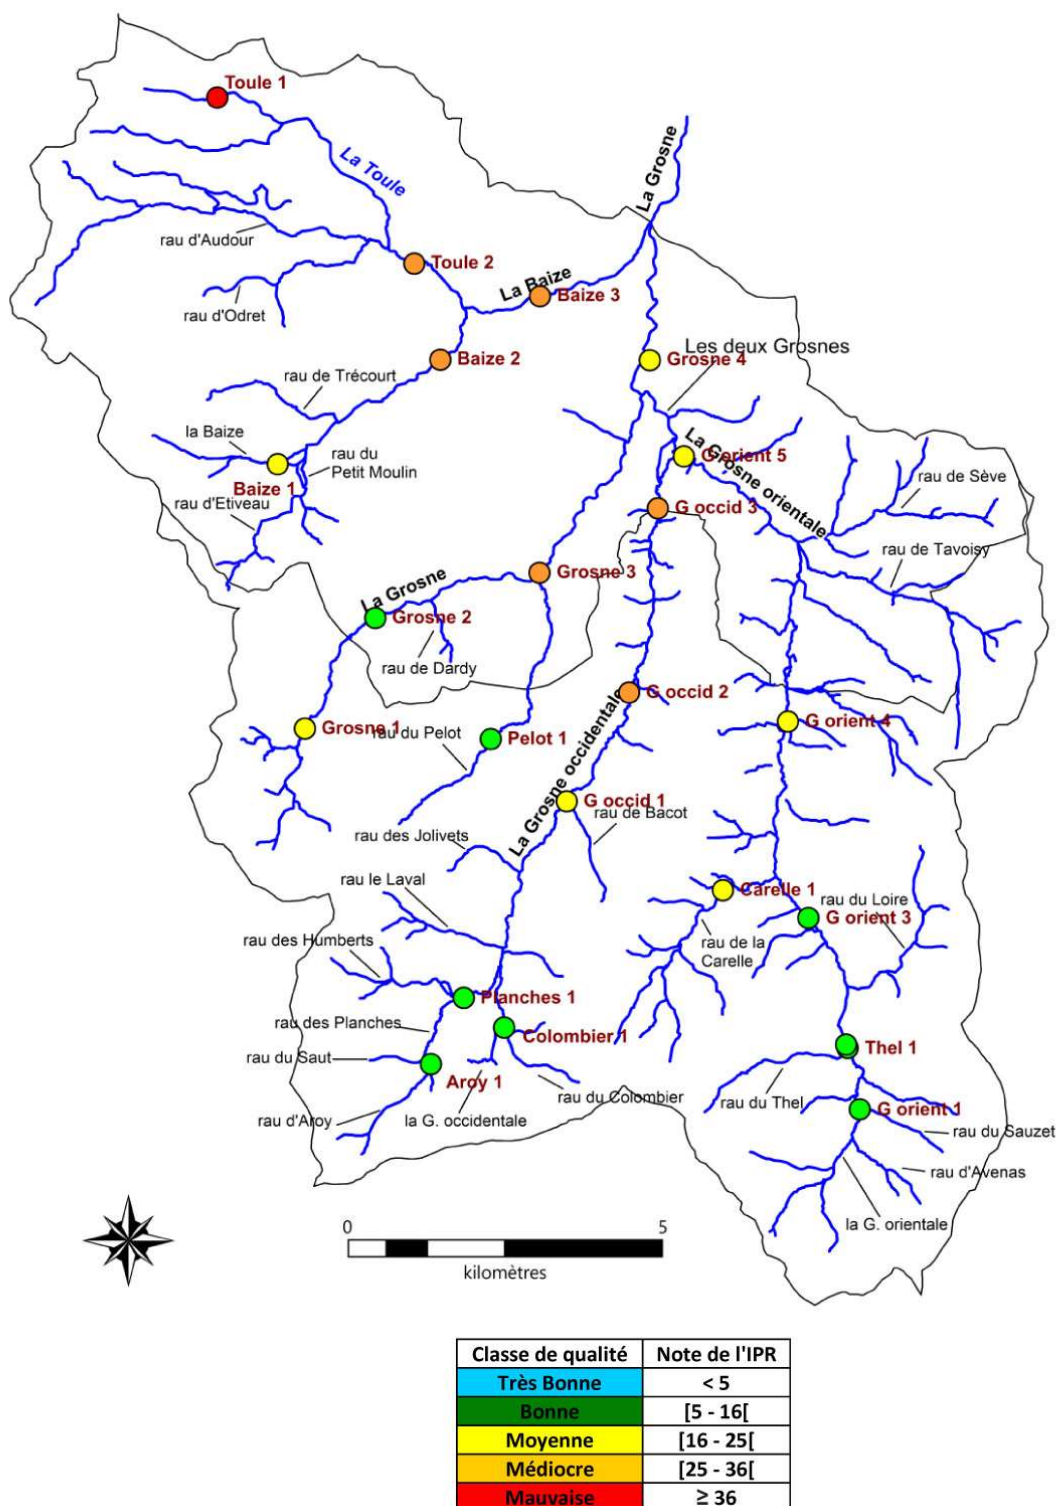 Toule 1
La Toule
La Grosne
rau d'Audour
Toule 2
La Baize
Baize 3
rau d'Odret
Les deux Grosnes
Baize 2
Grosne 4
rau de Trécourt
la Baize
rau du
Petit Moulin
La Grosne orientale
G orient 5
rau de Sève
Baize 1
rau d'Etiveau
G occid 3
rau de Tavoisy
La Grosne
Grosne 3
Grosne 2
rau de Dardy
G occid 2
Grosne 1
rau du Pelot
Pelot 1
G orient 4
La Grosne occidentale
G occid 1
rau de Bacot
rau des Jolivets
rau le Laval
Carelle 1
rau du Loire
G orient 3
rau des Humberts
rau de la
Carelle
Planches 1
rau des Planches
Colombier 1
Thel 1
rau du Saut
Aroy 1
rau du Colombier
rau du Thel
G orient 1
rau d'Aroy
la G. occidentale
rau du Sauzet
rau d'Avenas
la G. orientale
0 5
kilomètres
Classe de qualité Note de l'IPR
Très Bonne < 5
Bonne [5 - 16[
Moyenne [16 - 25[
Médiocre [25 - 36[
Mauvaise ≥ 36